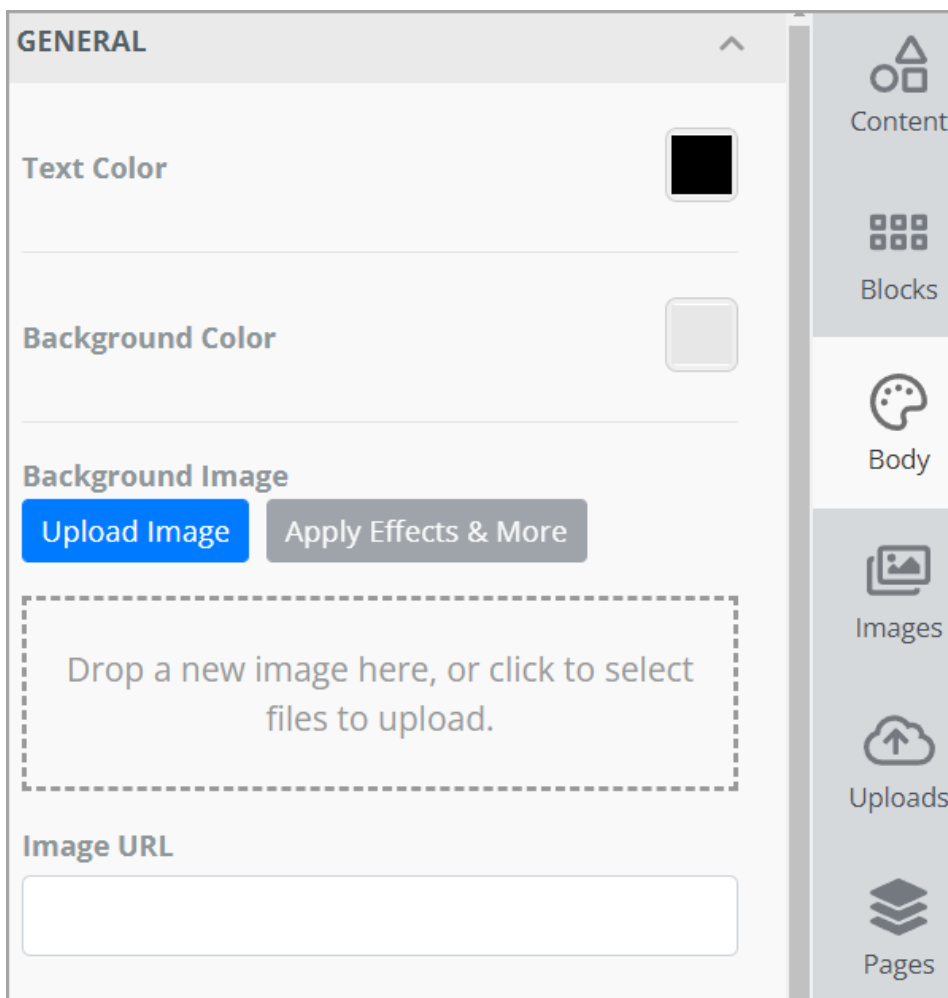 GENERAL
Text Color
Background Color
Background Image
Upload Image
Apply Effects & More
Drop a new image here, or click to select
files to upload.
Image URL
Content
Blocks
Body
Images
Uploads
Pages